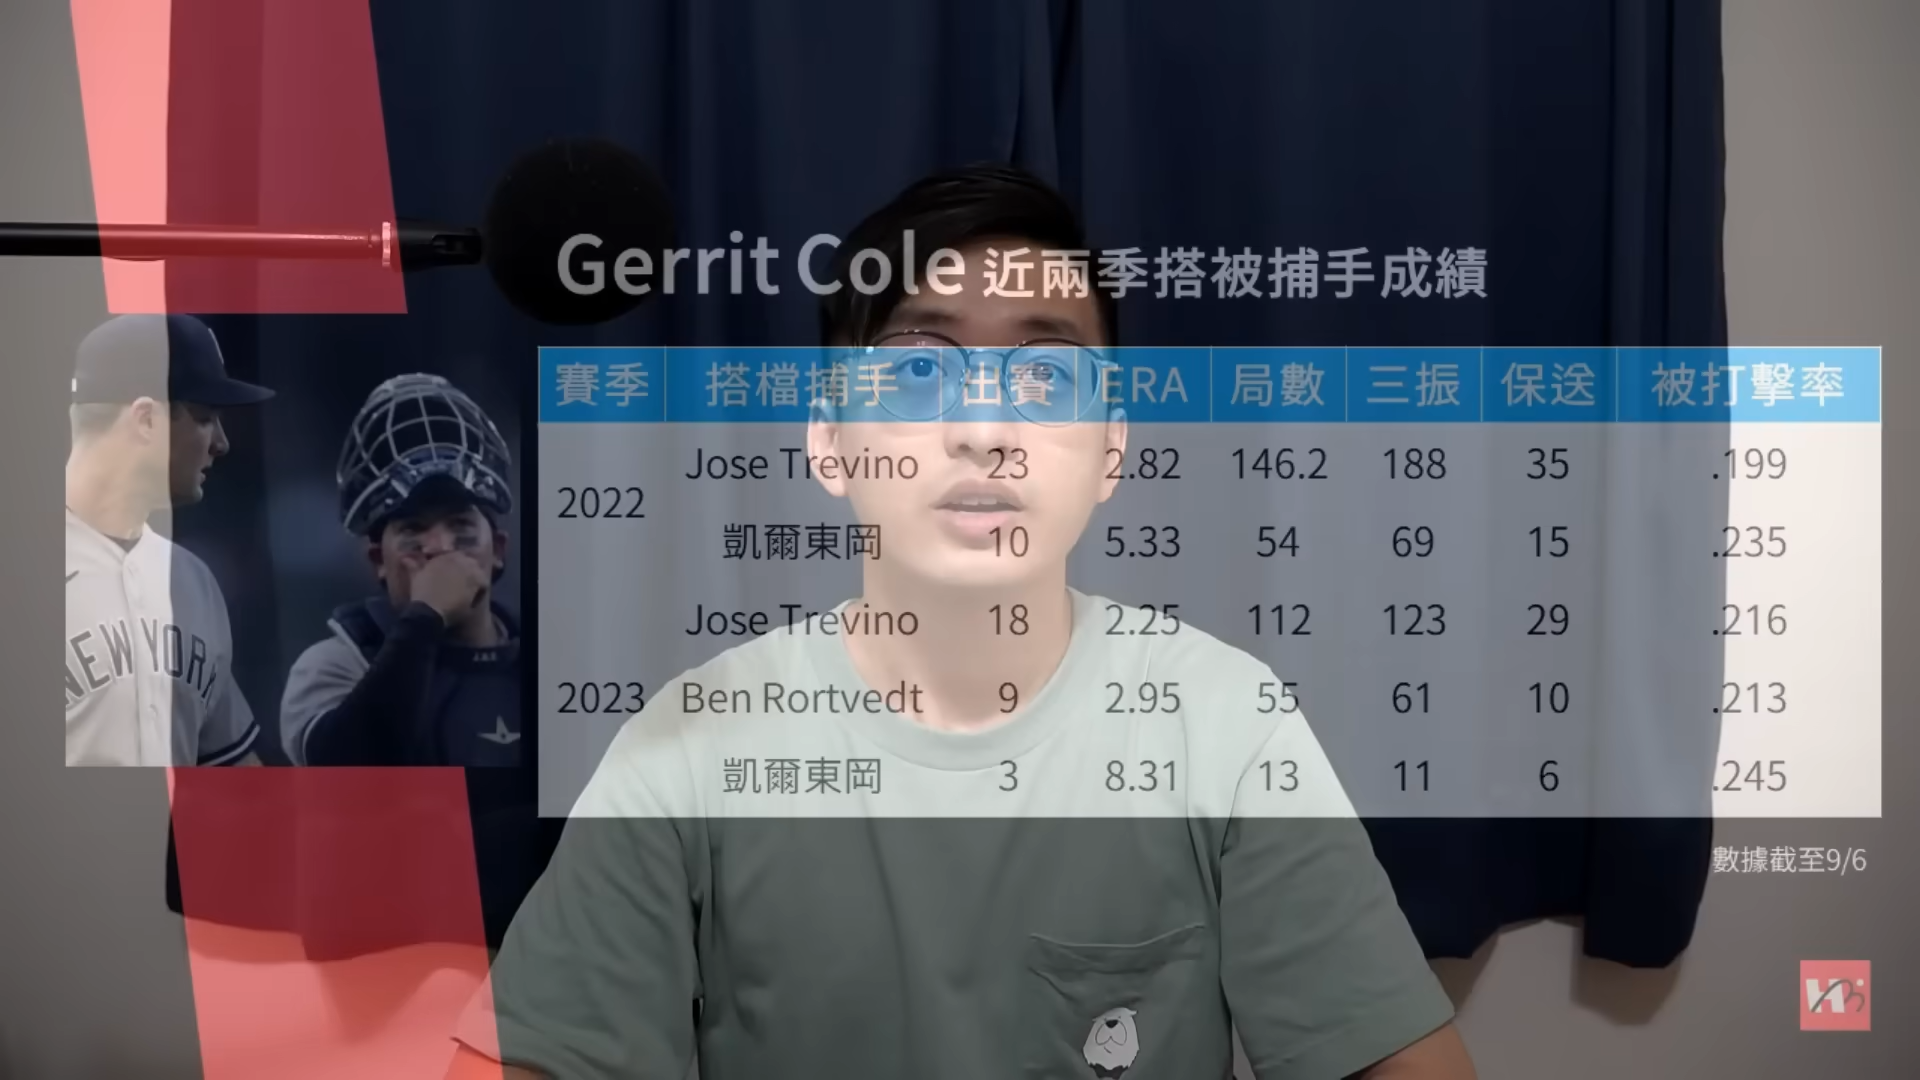 Gerrit Cole 近兩季搭被捕手成績
賽季 搭檔捕手 出賽 ERA 局數 三振 保送 被打擊率
2022 Jose Trevino 23 2.82 146.2 188 35 .199
凱爾東岡 10 5.33 54 69 15 .235
2023 Jose Trevino 18 2.25 112 123 29 .216
Ben Rortvedt 9 2.95 55 61 10 .213
凱爾東岡 3 8.31 13 11 6 .245
數據截至9/6
NEW YORK